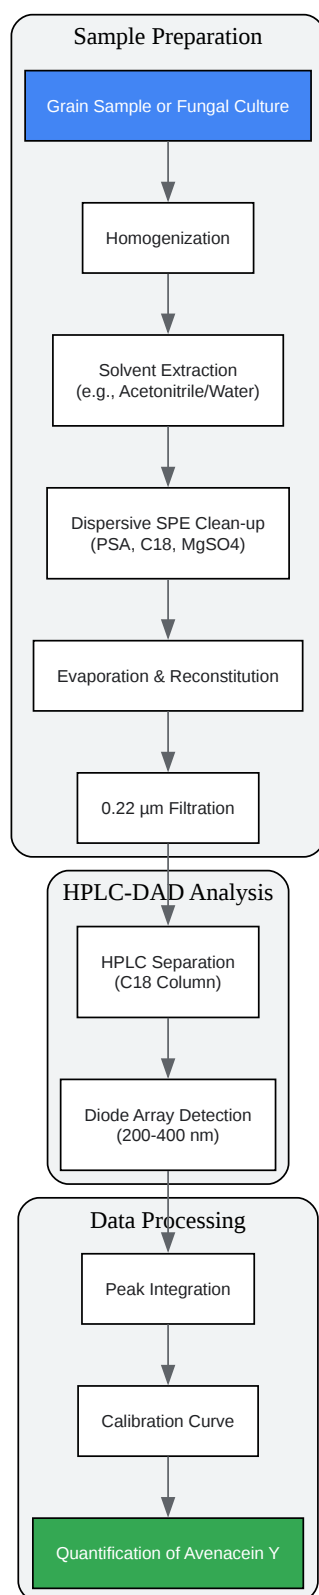 Sample Preparation
Grain Sample or Fungal Culture
Homogenization
Solvent Extraction
(e.g., Acetonitrile/Water)
Dispersive SPE Clean-up
(PSA, C18, MgSO4)
Evaporation & Reconstitution
0.22 µm Filtration
HPLC-DAD Analysis
HPLC Separation
(C18 Column)
Diode Array Detection
(200-400 nm)
Data Processing
Peak Integration
Calibration Curve
Quantification of Avenacein Y